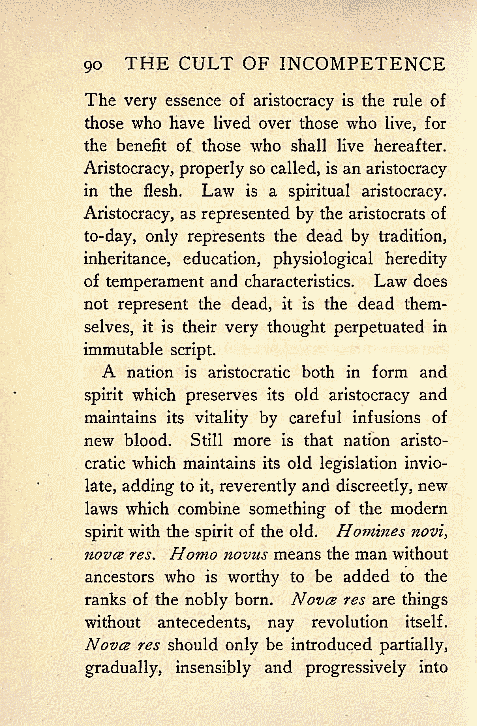 90 THE CULT OF INCOMPETENCE
The very essence of aristocracy is the rule of
those who have lived over those who live, for
the benefit of those who shall live hereafter.
Aristocracy, properly so called, is an aristocracy
in the flesh. Law is a spiritual aristocracy.
Aristocracy, as represented by the aristocrats of
to-day, only represents the dead by tradition,
inheritance, education, physiological heredity
of temperament and characteristics. Law does
not represent the dead, it is the dead them-
selves, it is their very thought perpetuated in
immutable script.
A nation is aristocratic both in form and
spirit which preserves its old aristocracy and
maintains its vitality by careful infusions of
new blood. Still more is that nation aristo-
cratic which maintains its old legislation invio-
late, adding to it, reverently and discreetly, new
laws which combine something of the modern
spirit with the spirit of the old. Homines novi,
novæ res. Homo novus means the man without
ancestors who is worthy to be added to the
ranks of the nobly born. Novæ res are things
without antecedents, nay revolution itself.
Novæ res should only be introduced partially,
gradually, insensibly and progressively into